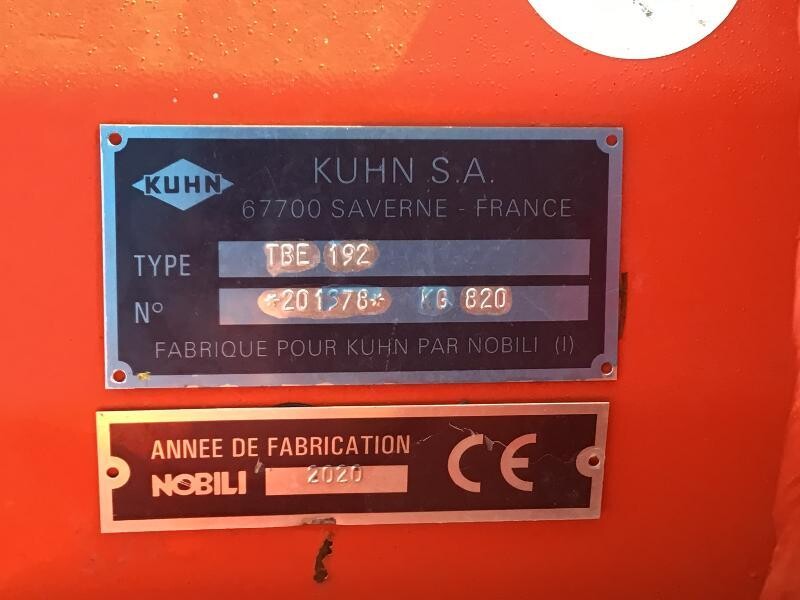 KUHN
KUHN S.A.
67700 SAVERNE - FRANCE
TYPE TBE 192
N° *201378* KG 820
FABRIQUE POUR KUHN PAR NOBILI (I)
ANNEE DE FABRICATION
NOBILI 2020
CE